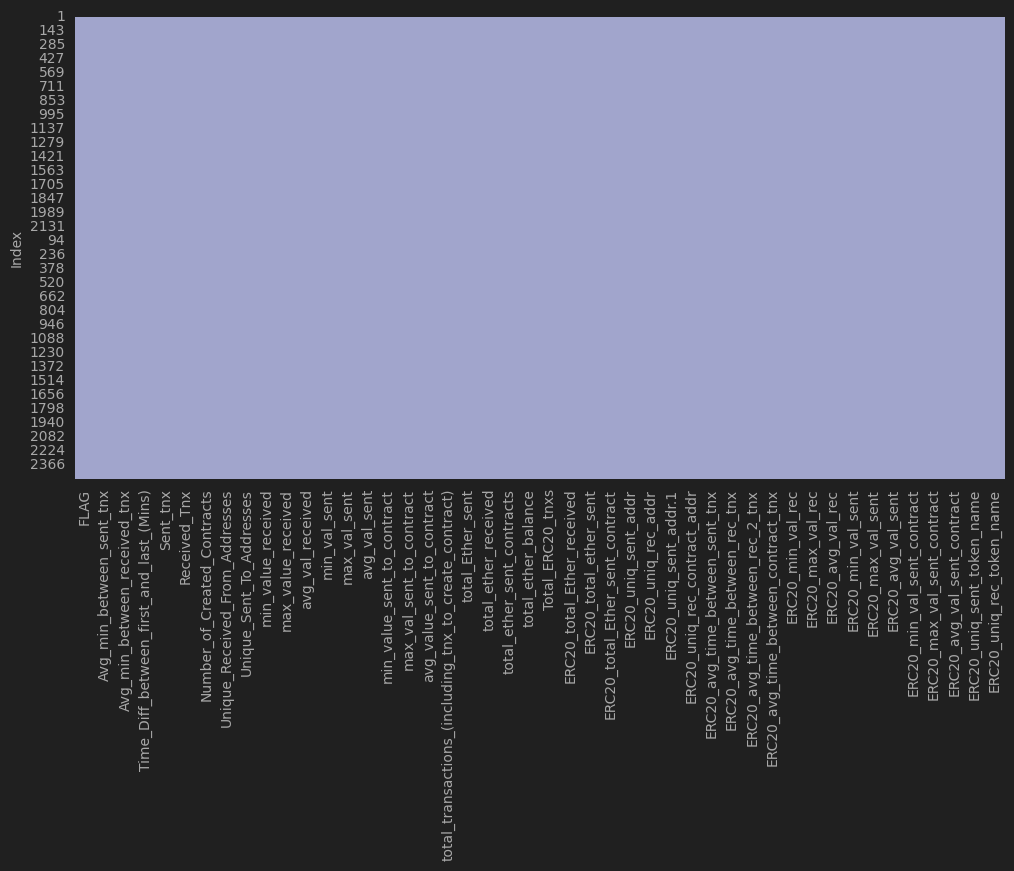 1
143
285
427
569
711
853
995
1137
1279
1421
1563
1705
1847
1989
2131
94
236
378
520
662
804
946
1088
1230
1372
1514
1656
1798
1940
2082
2224
2366
Index
FLAG
Avg_min_between_sent_tnx
Avg_min_between_received_tnx
Time_Diff_between_first_and_last_(Mins)
Sent_tnx
Received_Tnx
Number_of_Created_Contracts
Unique_Received_From_Addresses
Unique_Sent_To_Addresses
min_value_received
max_value_received
avg_val_received
min_val_sent
max_val_sent
avg_val_sent
min_value_sent_to_contract
max_val_sent_to_contract
avg_value_sent_to_contract
total_transactions_(including_tnx_to_create_contract)
total_Ether_sent
total_ether_received
total_ether_sent_contracts
total_ether_balance
Total_ERC20_tnxs
ERC20_total_Ether_received
ERC20_total_ether_sent
ERC20_total_Ether_sent_contract
ERC20_uniq_sent_addr
ERC20_uniq_rec_addr
ERC20_uniq_sent_addr.1
ERC20_uniq_rec_contract_addr
ERC20_avg_time_between_sent_tnx
ERC20_avg_time_between_rec_tnx
ERC20_avg_time_between_rec_2_tnx
ERC20_avg_time_between_contract_tnx
ERC20_min_val_rec
ERC20_max_val_rec
ERC20_avg_val_rec
ERC20_min_val_sent
ERC20_max_val_sent
ERC20_avg_val_sent
ERC20_min_val_sent_contract
ERC20_max_val_sent_contract
ERC20_avg_val_sent_contract
ERC20_uniq_sent_token_name
ERC20_uniq_rec_token_name